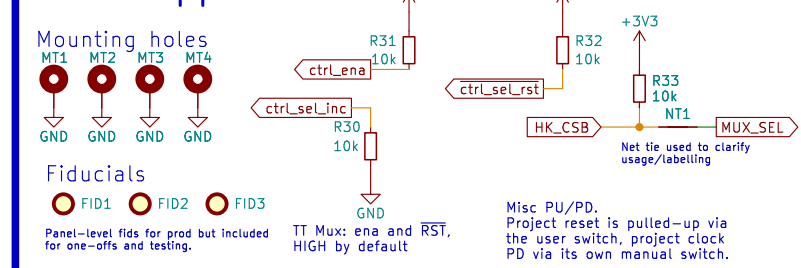 Mounting holes
MT1 MT2 MT3 MT4
GND GND GND GND
Fiducials
FID1 FID2 FID3
Panel-level fids for prod but included
for one-offs and testing.
R31
10k
ctrl_ena
ctrl_sel_inc
R30
10k
GND
TT Mux: ena and RST,
HIGH by default
R32
10k
ctrl_sel_rst
+3V3
R33
10k
NT1
HK_CSB
MUX_SEL
Net tie used to clarify
usage/labelling
Misc PU/PD.
Project reset is pulled-up via
the user switch, project clock
PD via its own manual switch.